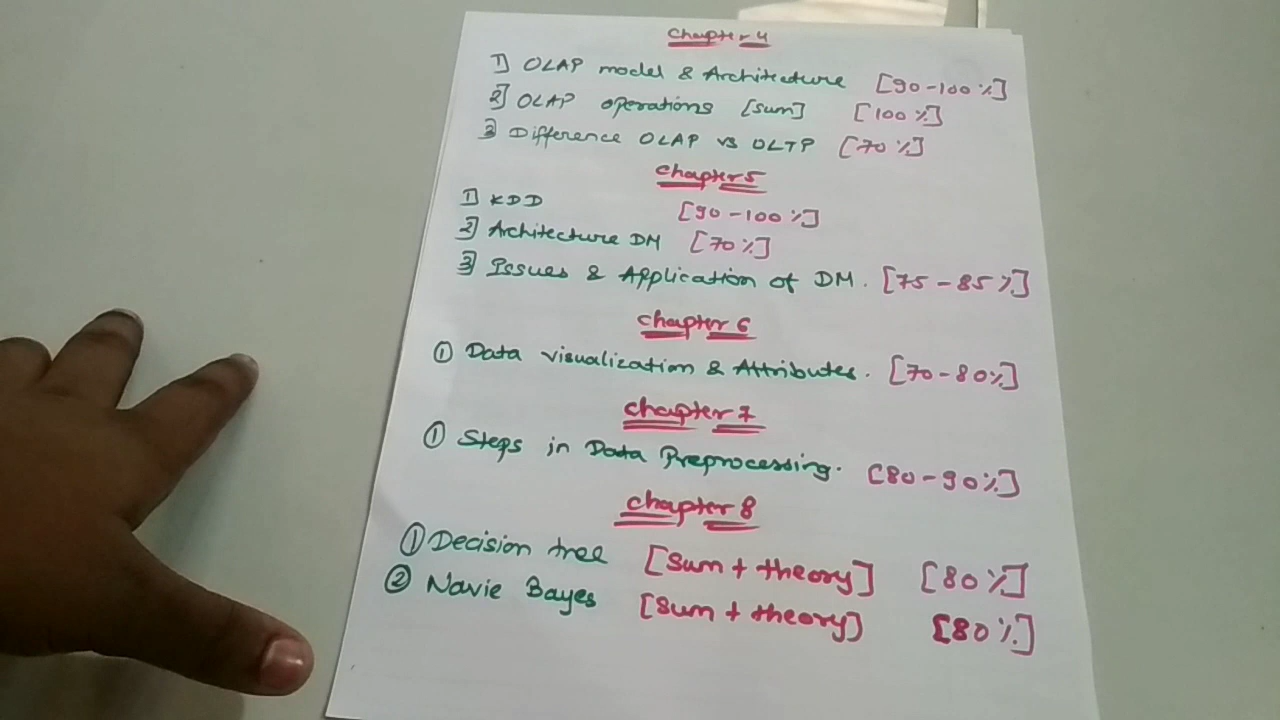 Chapter 4
1] OLAP model & Architecture [90-100%]
2] OLAP operations [sum] [100%]
3] Difference OLAP vs OLTP [70%]
Chapter 5
1] KDD [90-100%]
2] Architecture DM [70%]
3] Issues & Application of DM. [75-85%]
Chapter 6
① Data visualization & Attributes. [70-80%]
Chapter 7
① Steps in Data Preprocessing. [80-90%]
Chapter 8
① Decision tree [Sum + theory] [80%]
② Navie Bayes [Sum + theory] [80%]